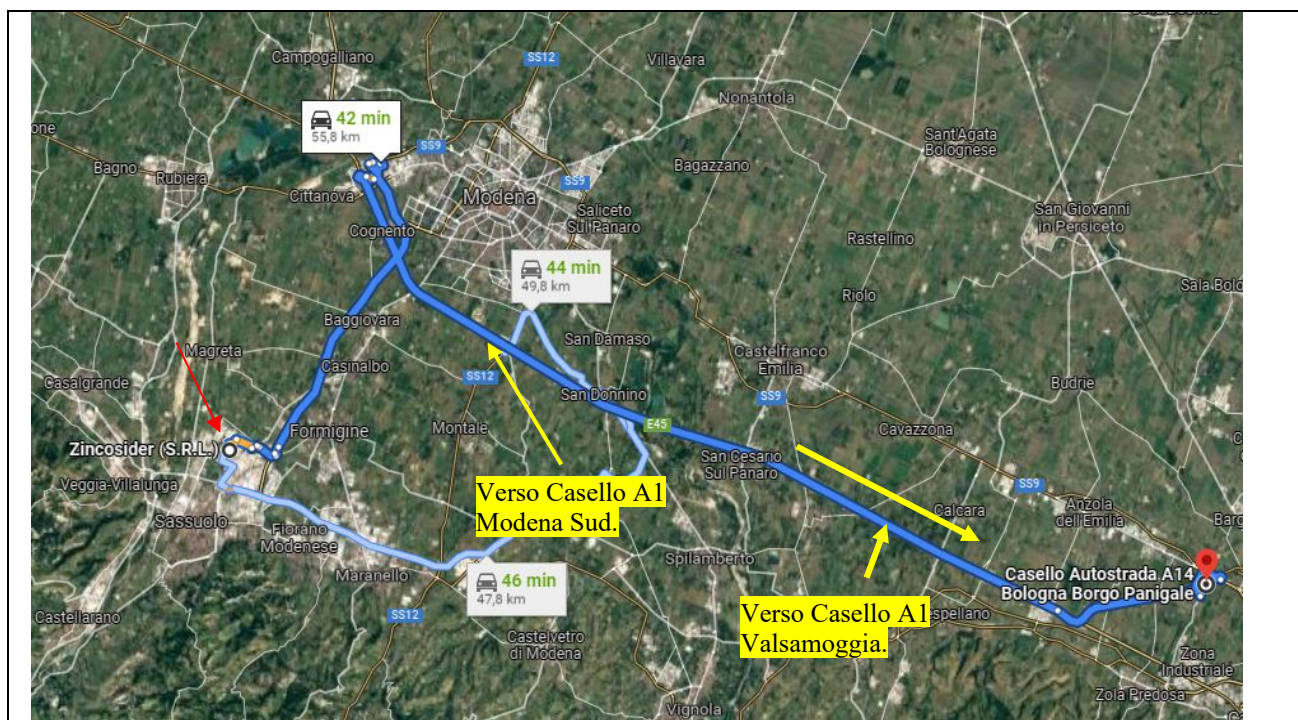 Campogalliano
SS12
Villavara
Nonantola
Sant'Agata
Bolognese
42 min
55,8 km
SS9
Bagno
Rubiera
Cittanova
Modena
SS9
Bagazzano
Saliceto
Sul Panaro
San Giovanni
in Persiceto
Cognento
Rastellino
44 min
49,8 km
Riolo
Baggiovara
San Damaso
Magreta
Casinalbo
Castelfranco
Emilia
Casalgrande
SS12
Budrie
San Donnino
SS9
E45
Formigine
Montale
Cavazzona
Zincosider (S.R.L.)
San Cesario
Sul Panaro
Veggia-Villalunga
SS9
Verso Casello A1
Modena Sud.
Calcara
Anzola
dell'Emilia
Sassuolo
Fiorano
Modenese
Spilamberto
Maranello
46 min
47,8 km
Casello Autostrada A14
Bologna Borgo Panigale
Verso Casello A1
Valsamoggia.
Castellarano
SS12
Castelvetro
di Modena
Zona
Industriale
Zola Predosa
Vignola